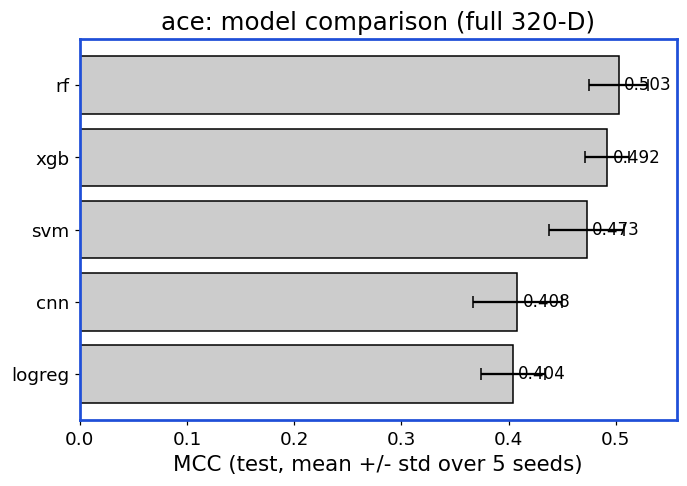 ace: model comparison (full 320-D)
rf 0.503
xgb 0.492
svm 0.473
cnn 0.408
logreg 0.404
0.0 0.1 0.2 0.3 0.4 0.5
MCC (test, mean +/- std over 5 seeds)